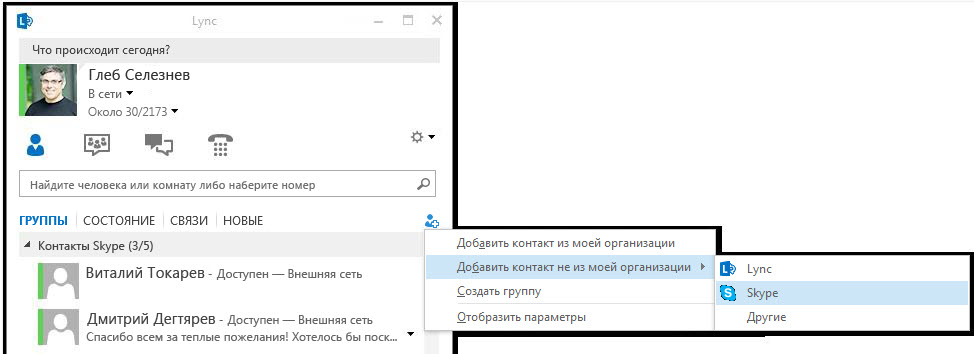 Lync
Что происходит сегодня?
Глеб Селезнев
В сети
Около 30/2173
Найдите человека или комнату либо наберите номер
ГРУППЫ СОСТОЯНИЕ СВЯЗИ НОВЫЕ
Контакты Skype (3/5)
Виталий Токарев - Доступен — Внешняя сеть
Дмитрий Дегтярев - Доступен — Внешняя сеть
Спасибо всем за теплые пожелания! Хотелось бы поск...
Добавить контакт из моей организации
Добавить контакт не из моей организации
Создать группу
Отобразить параметры
Lync
Skype
Другие